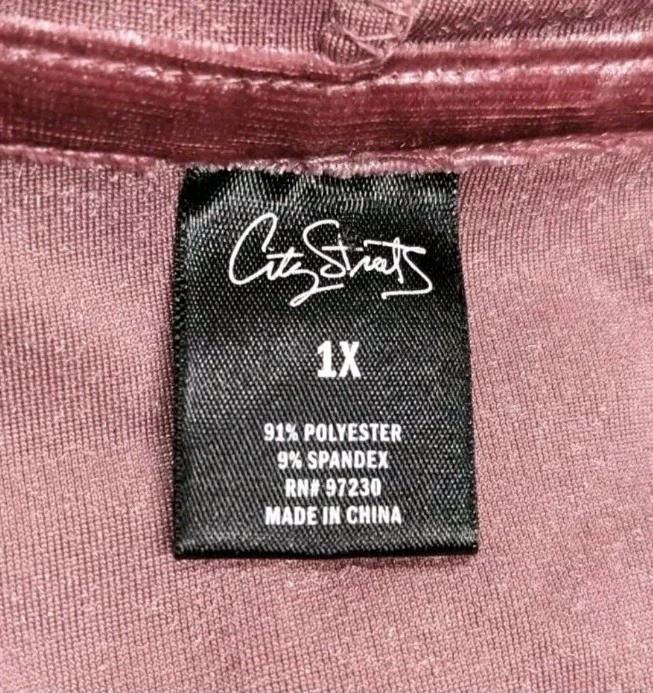 City Streets
1X
91% POLYESTER
9% SPANDEX
RN# 97230
MADE IN CHINA